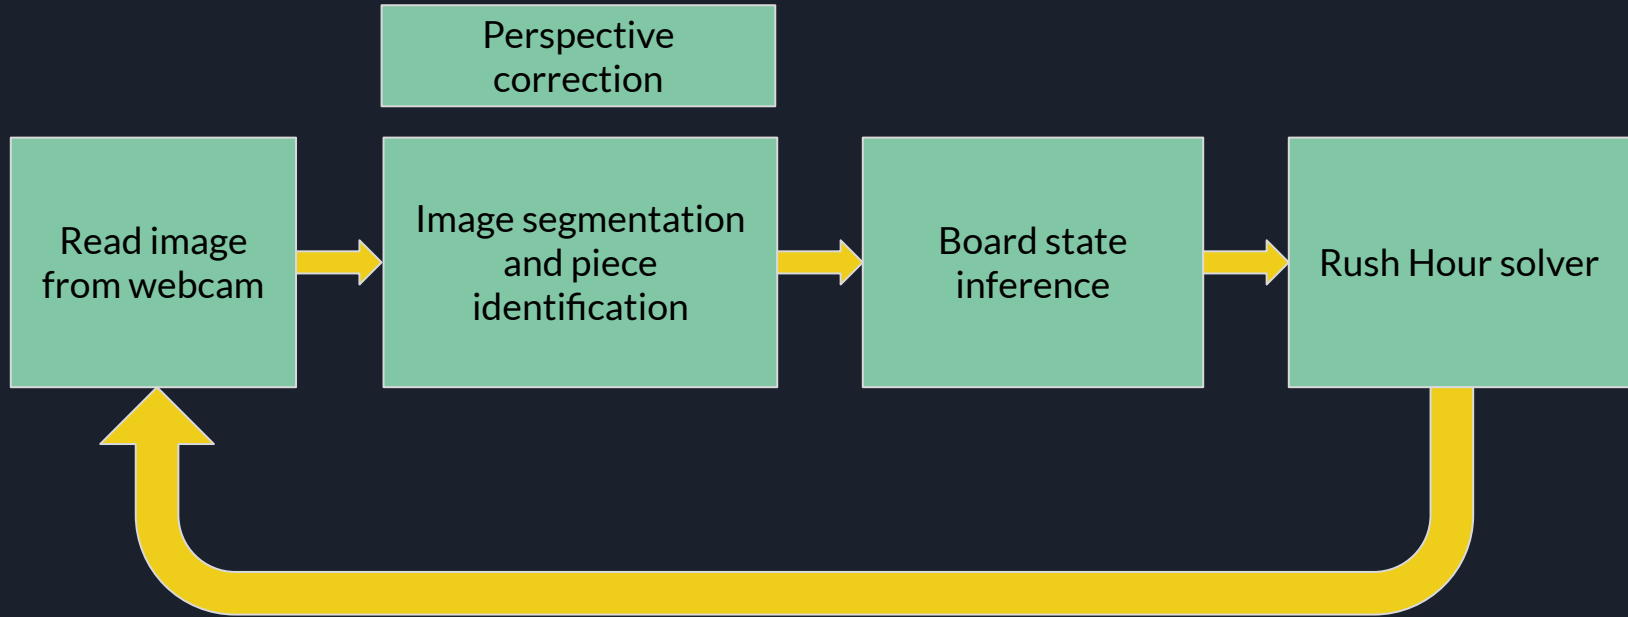 Perspective
correction
Read image
from webcam
Image segmentation
and piece
identification
Board state
inference
Rush Hour solver